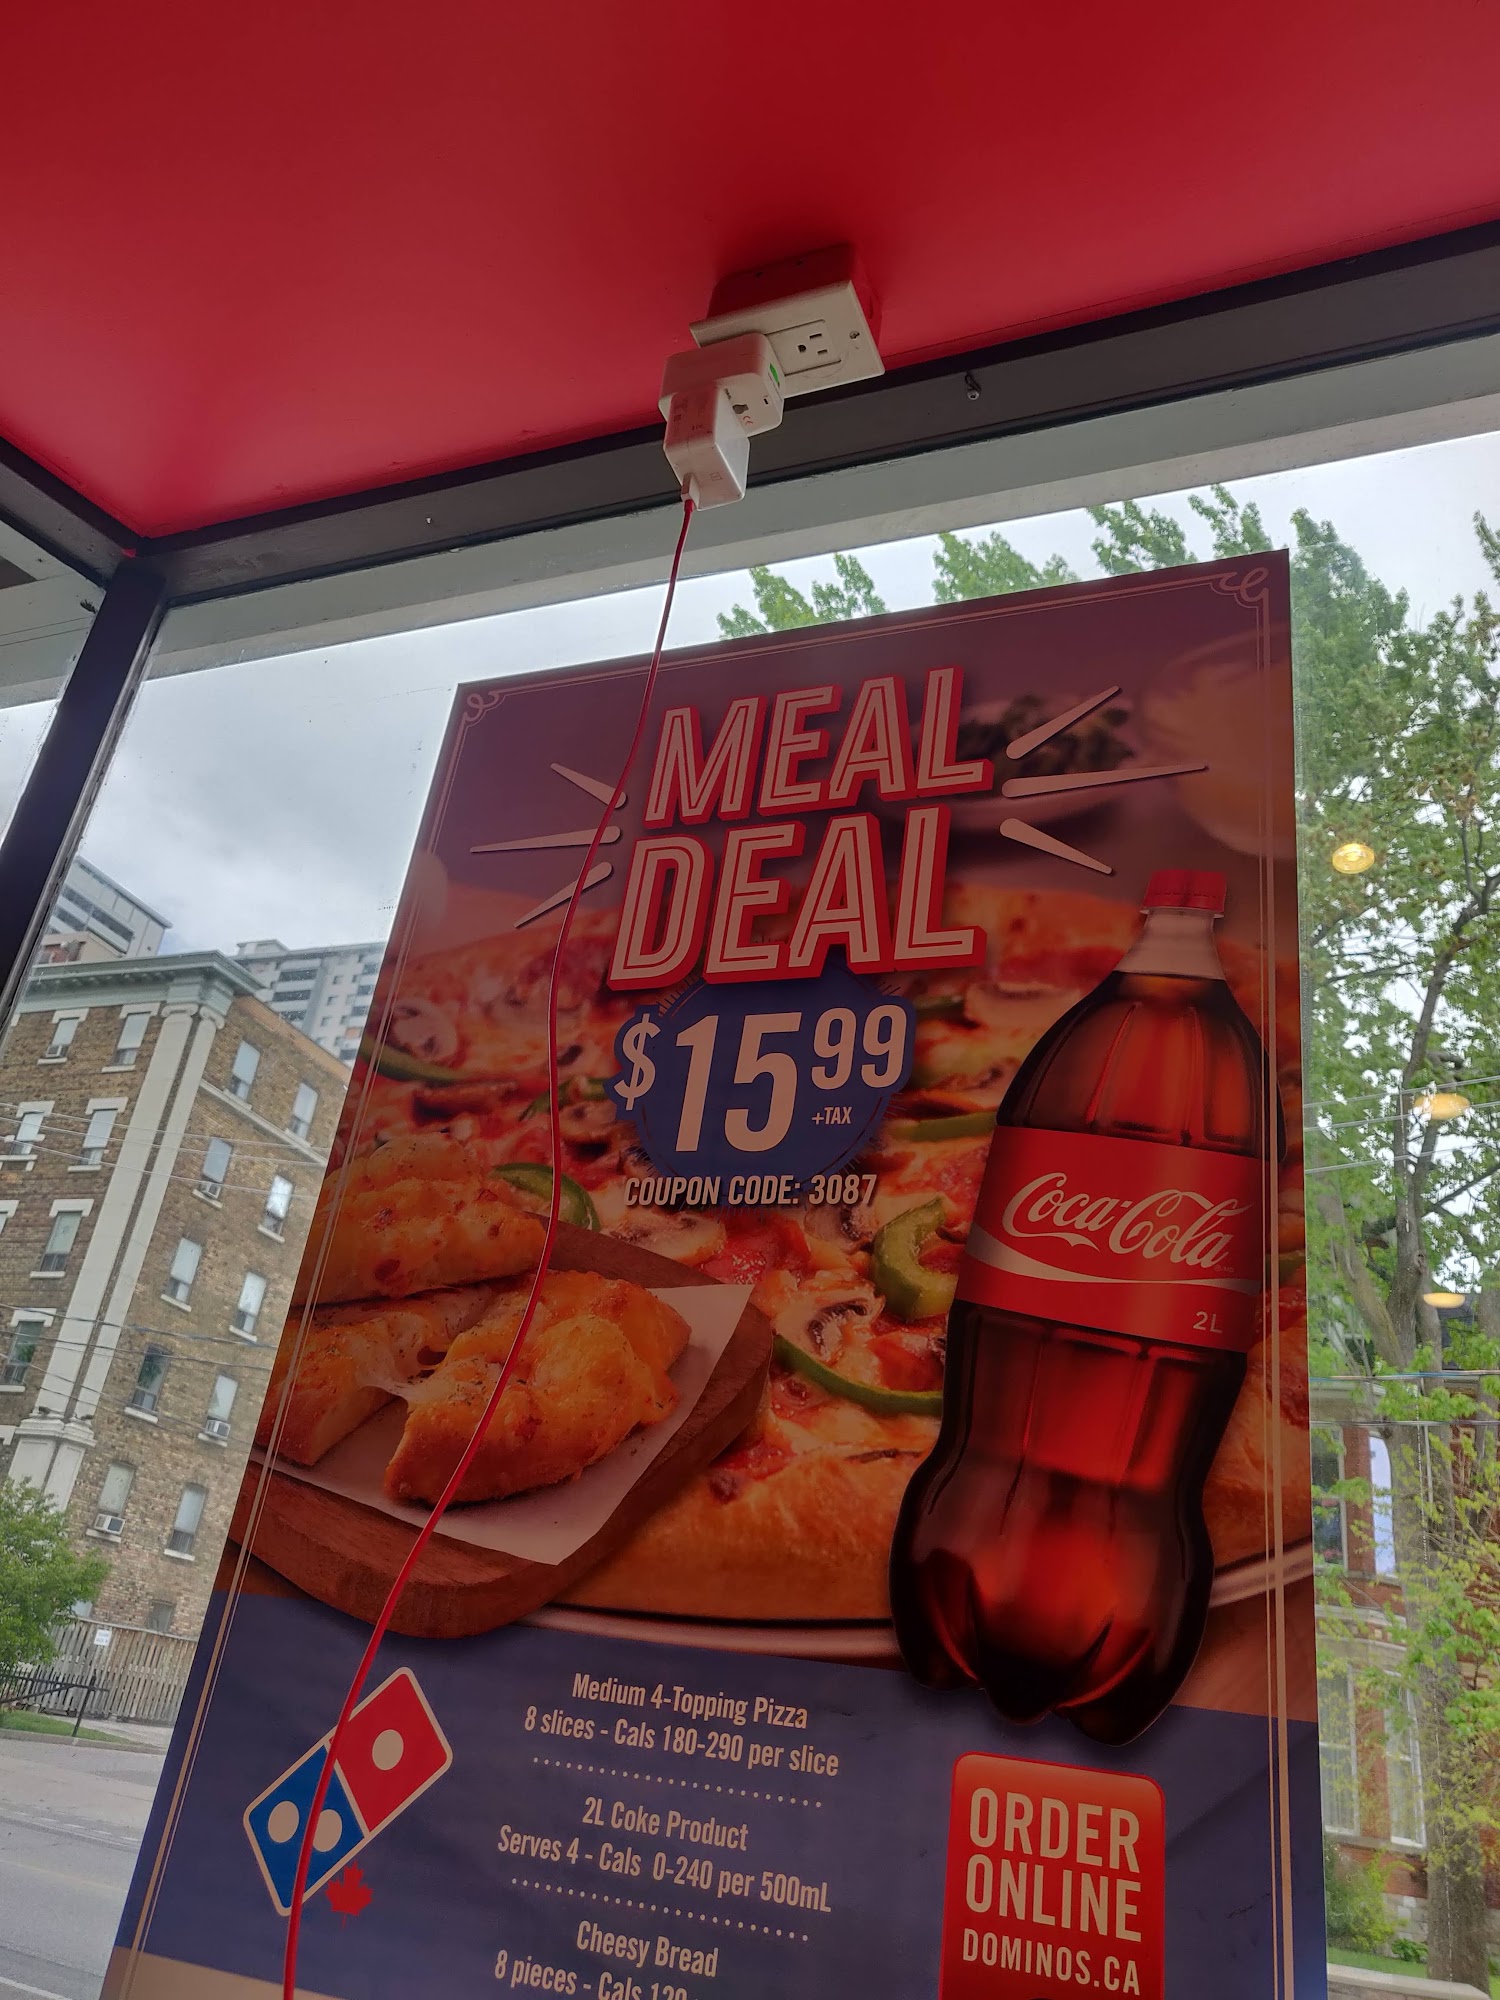 MEAL
DEAL
$15.99
+TAX
COUPON CODE: 3087
Coca-Cola
2L
Medium 4-Topping Pizza
8 slices - Cals 180-290 per slice
2L Coke Product
Serves 4 - Cals 0-240 per 500mL
Cheesy Bread
8 pieces - Cals
ORDER
ONLINE
DOMINOS.CA